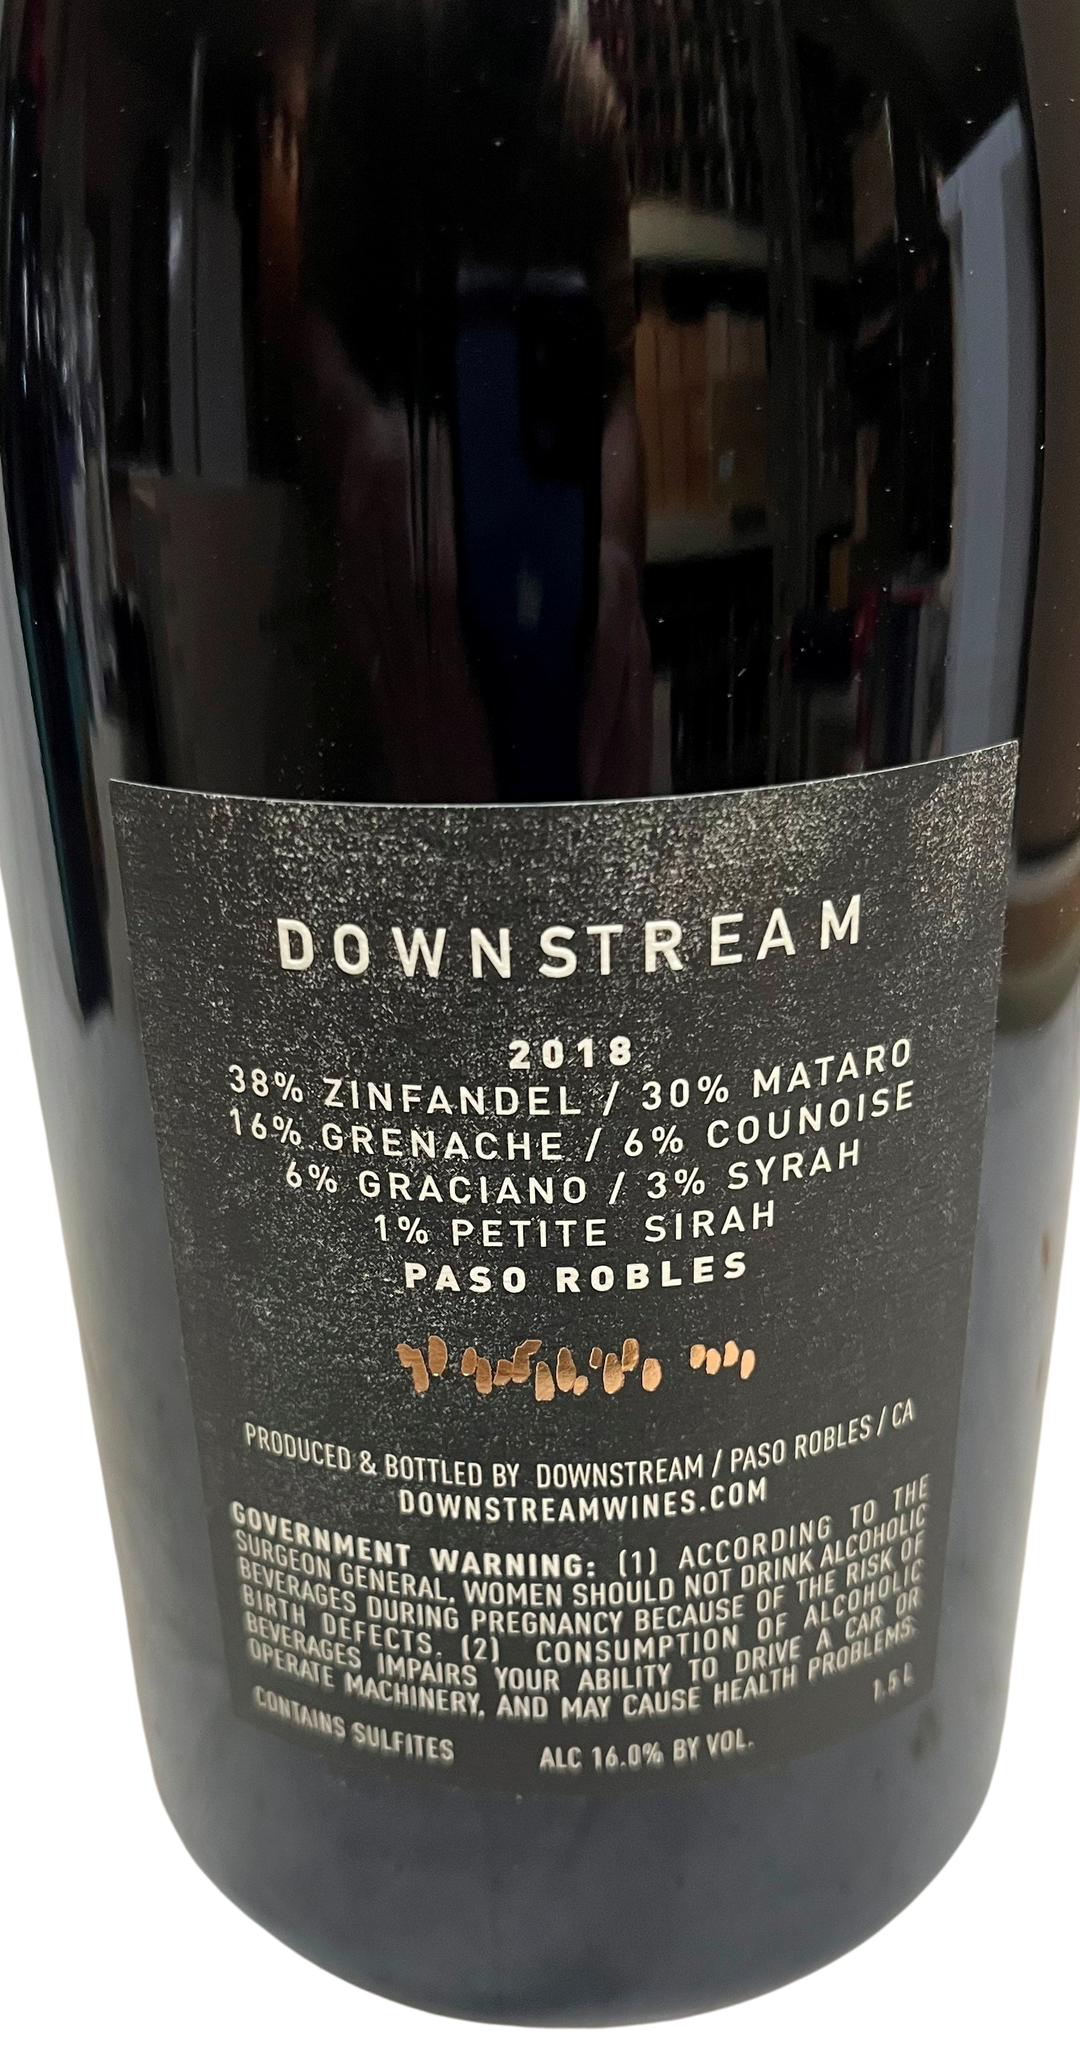 DOWNSTREAM
2018
38% ZINFANDEL / 30% MATARO
16% GRENACHE / 6% COUNOISE
6% GRACIANO / 3% SYRAH
1% PETITE SIRAH
PASO ROBLES
PRODUCED & BOTTLED BY DOWNSTREAM / PASO ROBLES / CA
DOWNSTREAMWINES.COM
GOVERNMENT WARNING: (1) ACCORDING TO THE
SURGEON GENERAL, WOMEN SHOULD NOT DRINK ALCOHOLIC
BEVERAGES DURING PREGNANCY BECAUSE OF THE RISK OF
BIRTH DEFECTS. (2) CONSUMPTION OF ALCOHOLIC
BEVERAGES IMPAIRS YOUR ABILITY TO DRIVE A CAR OR
OPERATE MACHINERY, AND MAY CAUSE HEALTH PROBLEMS.
CONTAINS SULFITES ALC 16.0% BY VOL. 1.5 L